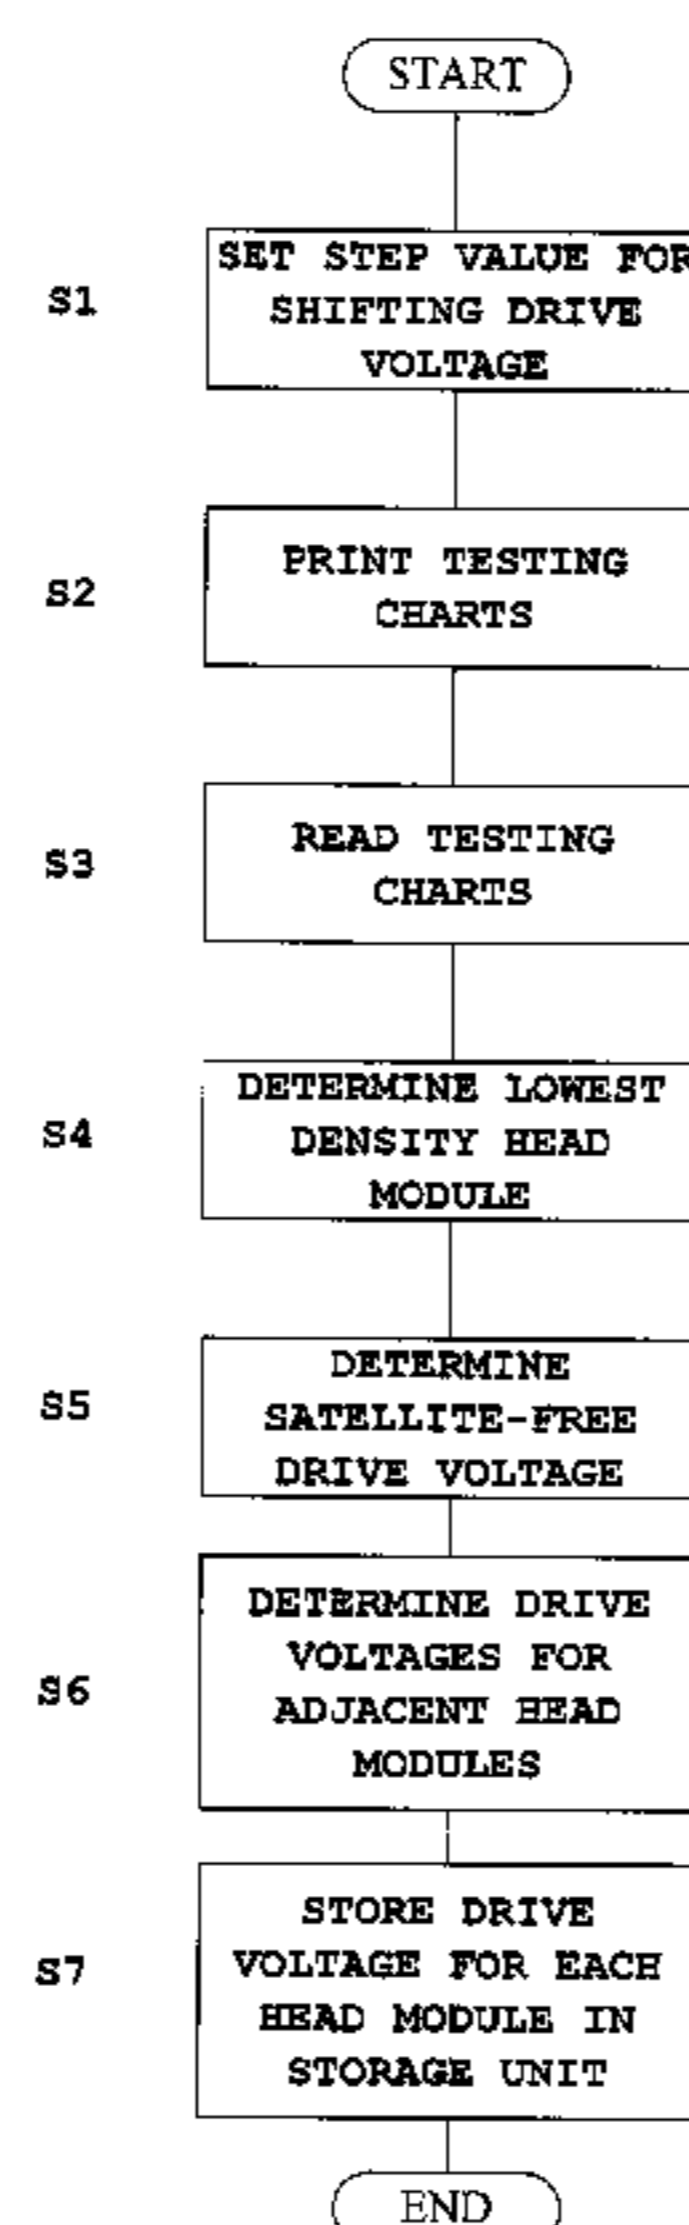 START
S1
SET STEP VALUE FOR
SHIFTING DRIVE
VOLTAGE
S2
PRINT TESTING
CHARTS
S3
READ TESTING
CHARTS
S4
DETERMINE LOWEST
DENSITY HEAD
MODULE
S5
DETERMINE
SATELLITE-FREE
DRIVE VOLTAGE
S6
DETERMINE DRIVE
VOLTAGES FOR
ADJACENT HEAD
MODULES
S7
STORE DRIVE
VOLTAGE FOR EACH
HEAD MODULE IN
STORAGE UNIT
END